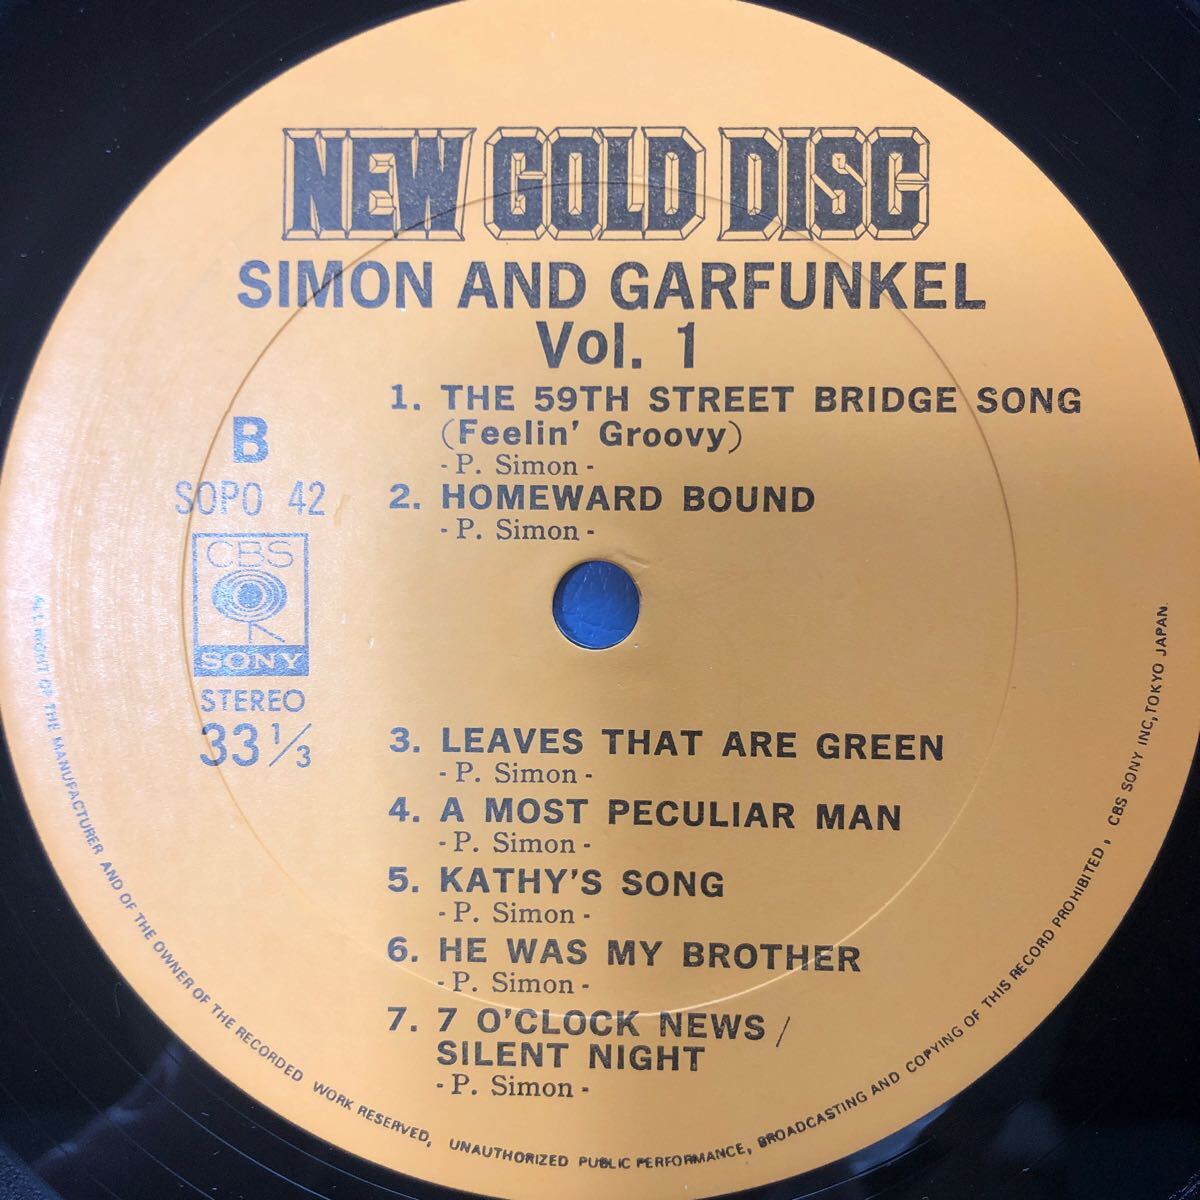 NEW GOLD DISC
SIMON AND GARFUNKEL
Vol. 1
1. THE 59TH STREET BRIDGE SONG
(Feelin' Groovy)
- P. Simon -
2. HOMEWARD BOUND
- P. Simon -
B
SOPO 42
CBS
SONY
STEREO
33 1/3
3. LEAVES THAT ARE GREEN
- P. Simon -
4. A MOST PECULIAR MAN
- P. Simon -
5. KATHY'S SONG
- P. Simon -
6. HE WAS MY BROTHER
- P. Simon -
7. 7 O'CLOCK NEWS /
SILENT NIGHT
- P. Simon -
ALL RIGHT OF THE MANUFACTURER AND OF THE OWNER OF THE RECORDED WORK RESERVED, UNAUTHORIZED PUBLIC PERFORMANCE, BROADCASTING AND COPYING OF THIS RECORD PROHIBITED, CBS SONY INC, TOKYO JAPAN.